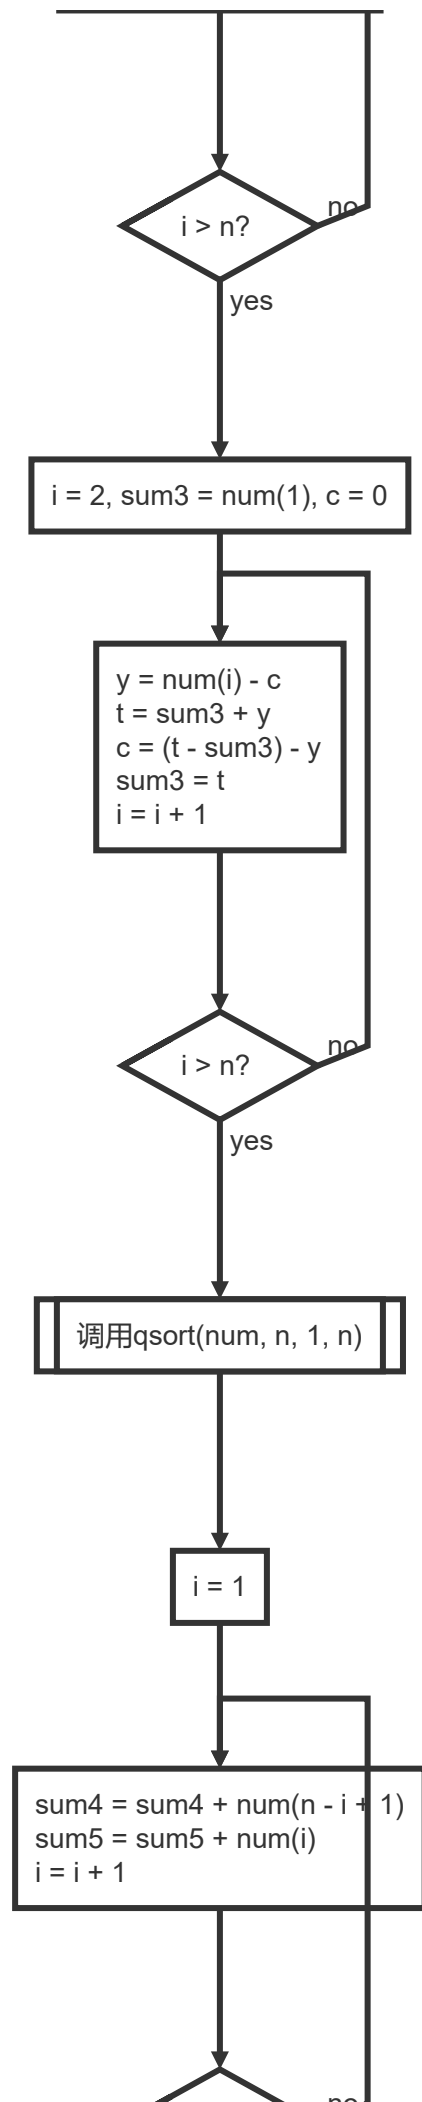 no
i > n?
yes
i = 2, sum3 = num(1), c = 0
y = num(i) - c
t = sum3 + y
c = (t - sum3) - y
sum3 = t
i = i + 1
no
i > n?
yes
调用qsort(num, n, 1, n)
i = 1
sum4 = sum4 + num(n - i + 1)
sum5 = sum5 + num(i)
i = i + 1
no